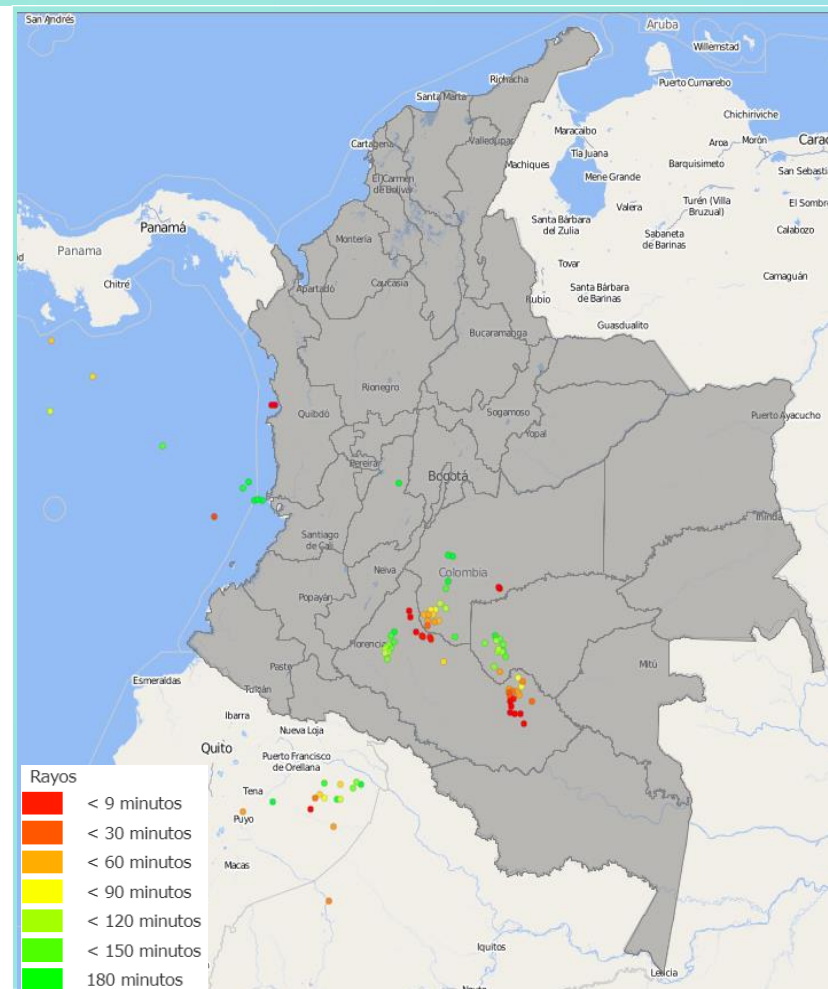 San Andrés
Aruba
Willemstad
Riohacha
Puerto Cumarebo
Santa Marta
Chichiriviche
Cartagena
Valledupar
Maracaibo
Aroa
Morón
Tía Juana
Machiques
Barquisimeto
El Carmen
de Bolívar
Mene Grande
San Sebastiá
Valera
Turén (Villa
Bruzual)
El Sombre
Panamá
Santa Bárbara
del Zulia
Sabaneta
de Barinas
Calabozo
Panama
Montería
Tovar
Chitré
Apartadó
Caucasia
Santa Bárbara
de Barinas
Camaguán
Rubio
Guasdualito
Bucaramanga
Rionegro
Quibdó
Sogamoso
Puerto Ayacucho
Yopal
Pereira
Bogotá
Inírida
Santiago
de Cali
Neiva
Colombia
Popayán
Florencia
Mitú
Pasto
Esmeraldas
Tulcán
Ibarra
Nueva Loja
Quito
Puerto Francisco
de Orellana
Tena
Puyo
Macas
Iquitos
Leticia
Rayos
< 9 minutos
< 30 minutos
< 60 minutos
< 90 minutos
< 120 minutos
< 150 minutos
180 minutos